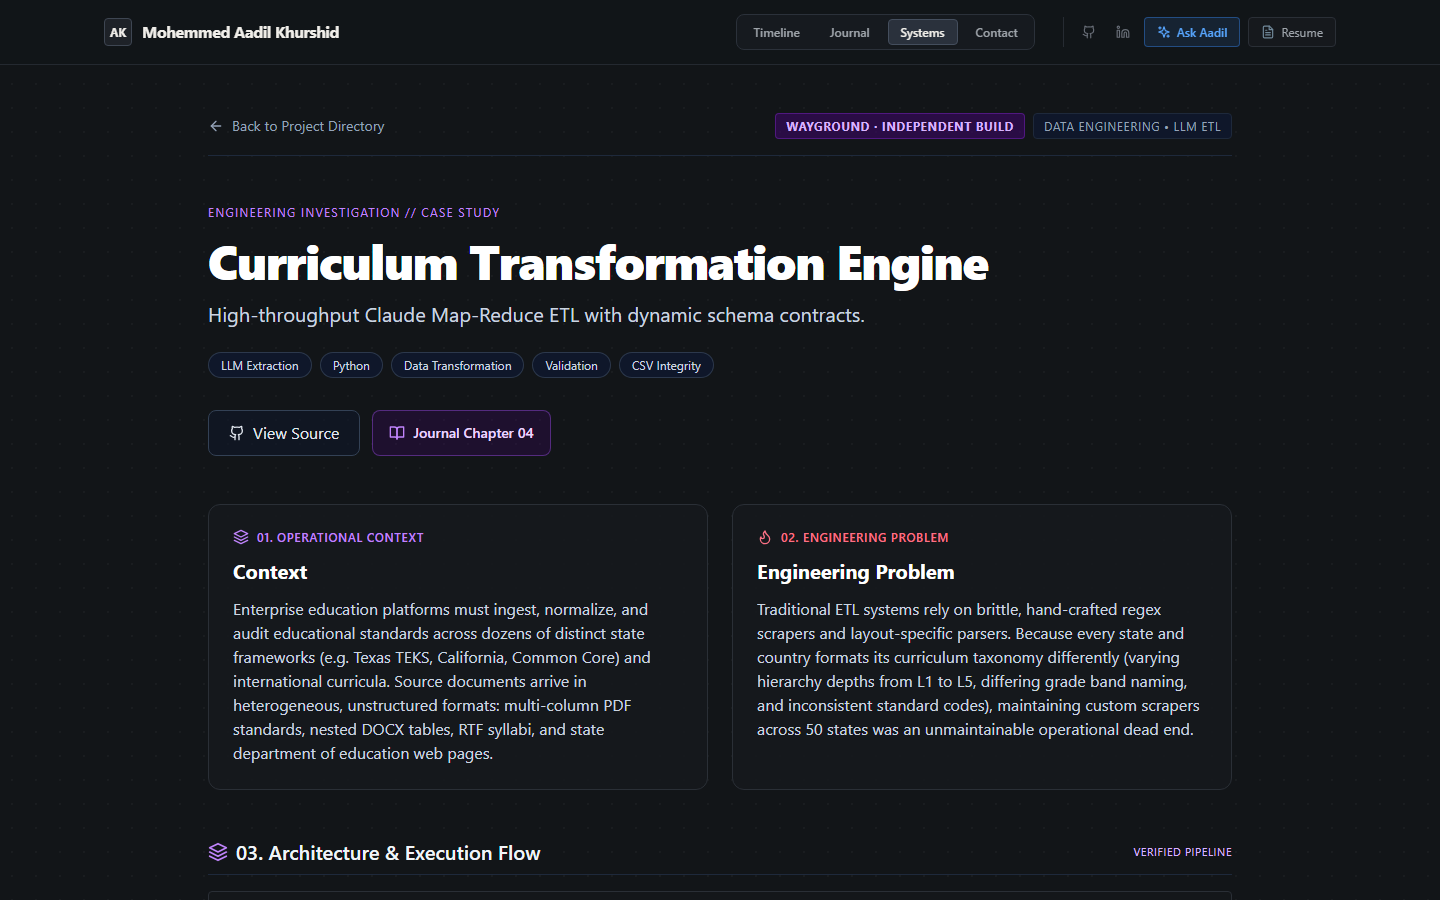 AK Mohemmed Aadil Khurshid Timeline Journal Systems Contact Ask Aadil Resume
Back to Project Directory WAYGROUND · INDEPENDENT BUILD DATA ENGINEERING • LLM ETL
ENGINEERING INVESTIGATION // CASE STUDY
Curriculum Transformation Engine
High-throughput Claude Map-Reduce ETL with dynamic schema contracts.
LLM Extraction Python Data Transformation Validation CSV Integrity
View Source Journal Chapter 04
01. OPERATIONAL CONTEXT
Context
Enterprise education platforms must ingest, normalize, and
audit educational standards across dozens of distinct state
frameworks (e.g. Texas TEKS, California, Common Core) and
international curricula. Source documents arrive in
heterogeneous, unstructured formats: multi-column PDF
standards, nested DOCX tables, RTF syllabi, and state
department of education web pages.
02. ENGINEERING PROBLEM
Engineering Problem
Traditional ETL systems rely on brittle, hand-crafted regex
scrapers and layout-specific parsers. Because every state and
country formats its curriculum taxonomy differently (varying
hierarchy depths from L1 to L5, differing grade band naming,
and inconsistent standard codes), maintaining custom scrapers
across 50 states was an unmaintainable operational dead end.
03. Architecture & Execution Flow VERIFIED PIPELINE